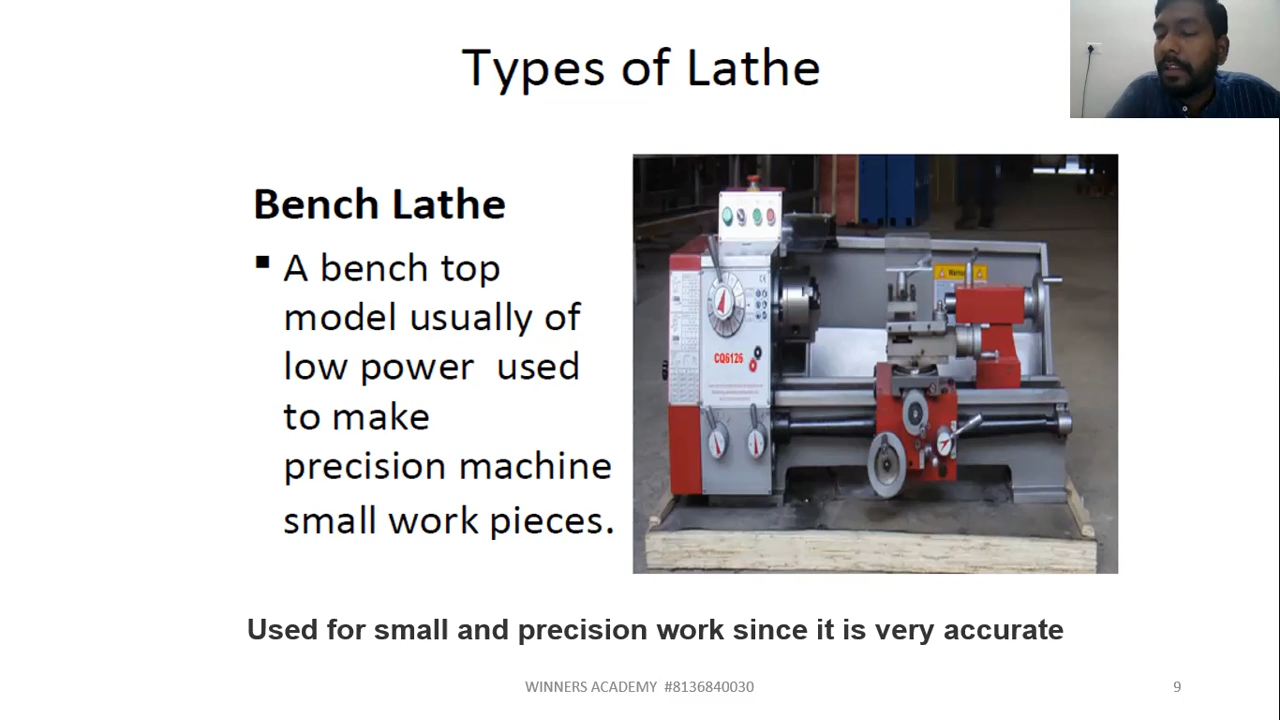 Types of Lathe
Bench Lathe
▪ A bench top
model usually of
low power used
to make
precision machine
small work pieces.
CQ6126
Used for small and precision work since it is very accurate
WINNERS ACADEMY #8136840030
9